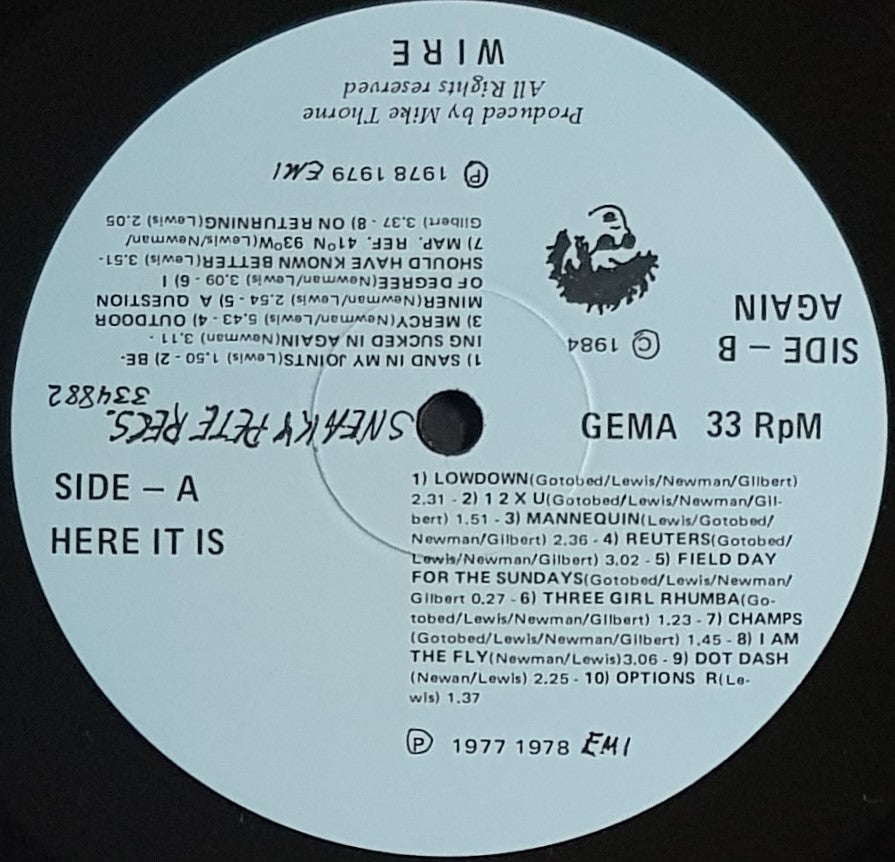 WIRE
All Rights reserved
Produced by Mike Thorne
Ⓟ 1978 1979 EMI
SIDE – B
AGAIN
© 1984
1) SAND IN MY JOINTS(Lewis) 1,50 - 2) BE-
ING SUCKED IN AGAIN(Newman) 3,11 -
3) MERCY(Newman/Lewis) 5,43 - 4) OUTDOOR
MINER(Newman/Lewis) 2,54 - 5) A QUESTION
OF DEGREE(Newman/Lewis) 3,09 - 6) I
SHOULD HAVE KNOWN BETTER(Lewis) 3,51-
7) MAP. REF. 41ºN 93ºW(Lewis/Newman/
Gilbert) 3,37 - 8) ON RETURNING(Lewis) 2,05
SNEAKY PETE RECS.
334882
GEMA 33 RpM
SIDE – A
HERE IT IS
1) LOWDOWN(Gotobed/Lewis/Newman/Gilbert)
2.31 - 2) 1 2 X U(Gotobed/Lewis/Newman/Gil-
bert) 1.51 - 3) MANNEQUIN(Lewis/Gotobed/
Newman/Gilbert) 2.36 - 4) REUTERS(Gotobed/
Lewis/Newman/Gilbert) 3.02 - 5) FIELD DAY
FOR THE SUNDAYS(Gotobed/Lewis/Newman/
Gilbert 0.27 - 6) THREE GIRL RHUMBA(Go-
tobed/Lewis/Newman/Gilbert) 1.23 - 7) CHAMPS
(Gotobed/Lewis/Newman/Gilbert) 1.45 - 8) I AM
THE FLY(Newman/Lewis)3.06 - 9) DOT DASH
(Newan/Lewis) 2.25 - 10) OPTIONS R(Le-
wis) 1.37
Ⓟ 1977 1978 EMI